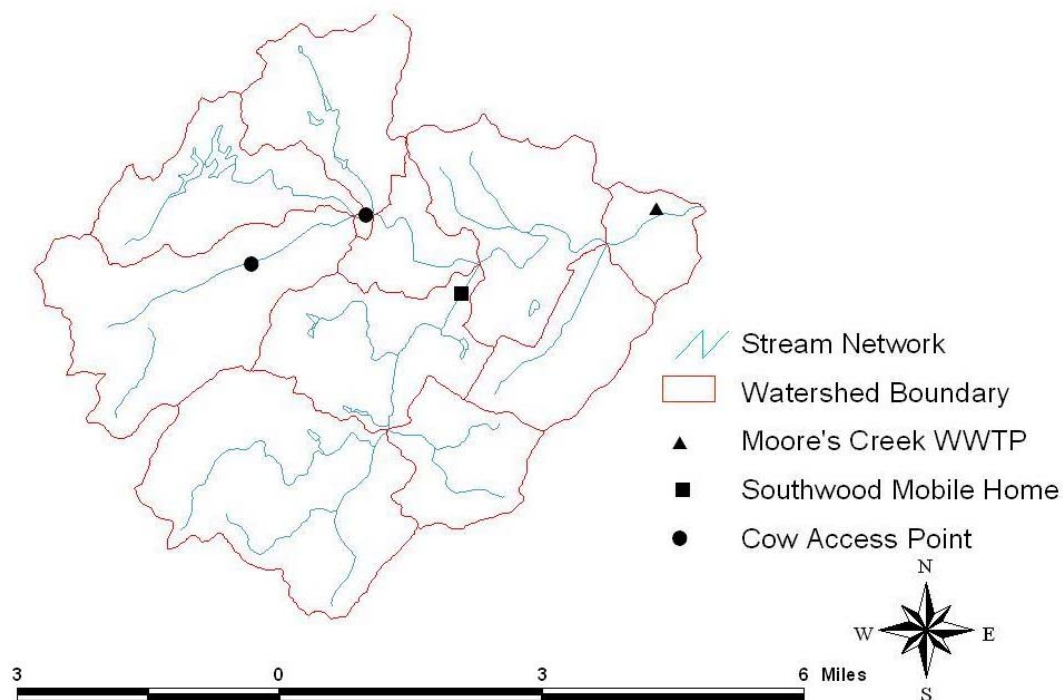 Stream Network
Watershed Boundary
Moore's Creek WWTP
Southwood Mobile Home
Cow Access Point
N
W E
S
3 0 3 6 Miles